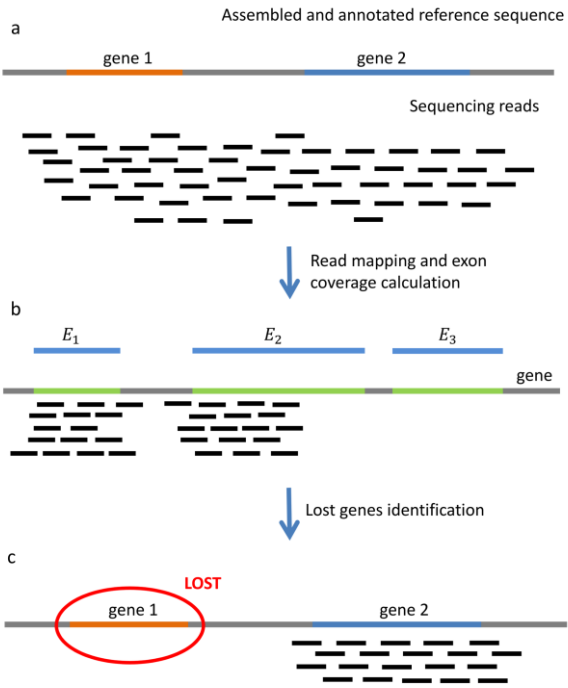 Assembled and annotated reference sequence
a
gene 1
gene 2
Sequencing reads
Read mapping and exon
coverage calculation
b
E₁
E₂
E₃
gene
Lost genes identification
c
LOST
gene 1
gene 2